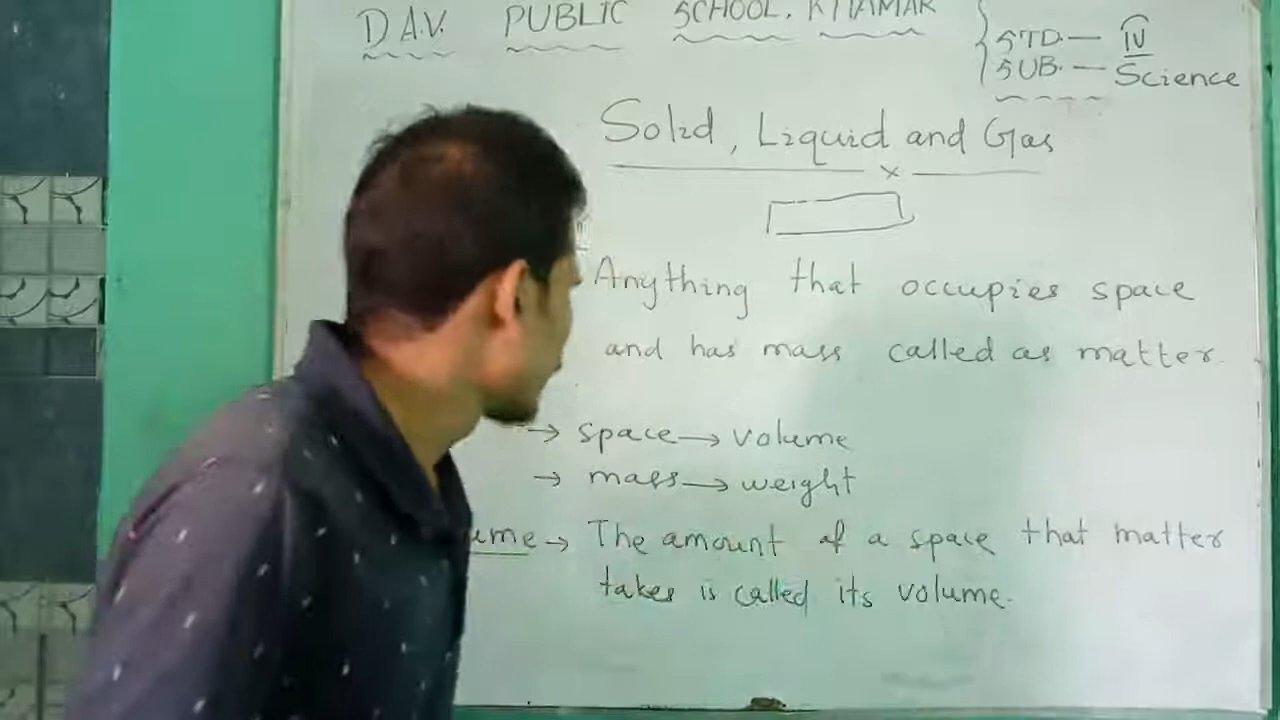 D.A.V. PUBLIC SCHOOL, KHAMAR
STD.— IV
SUB.— Science
Solid, Liquid and Gas
Anything that occupies space
and has mass called as matter.
→ space → volume
→ mass → weight
→ The amount of a space that matter
takes is called its volume.